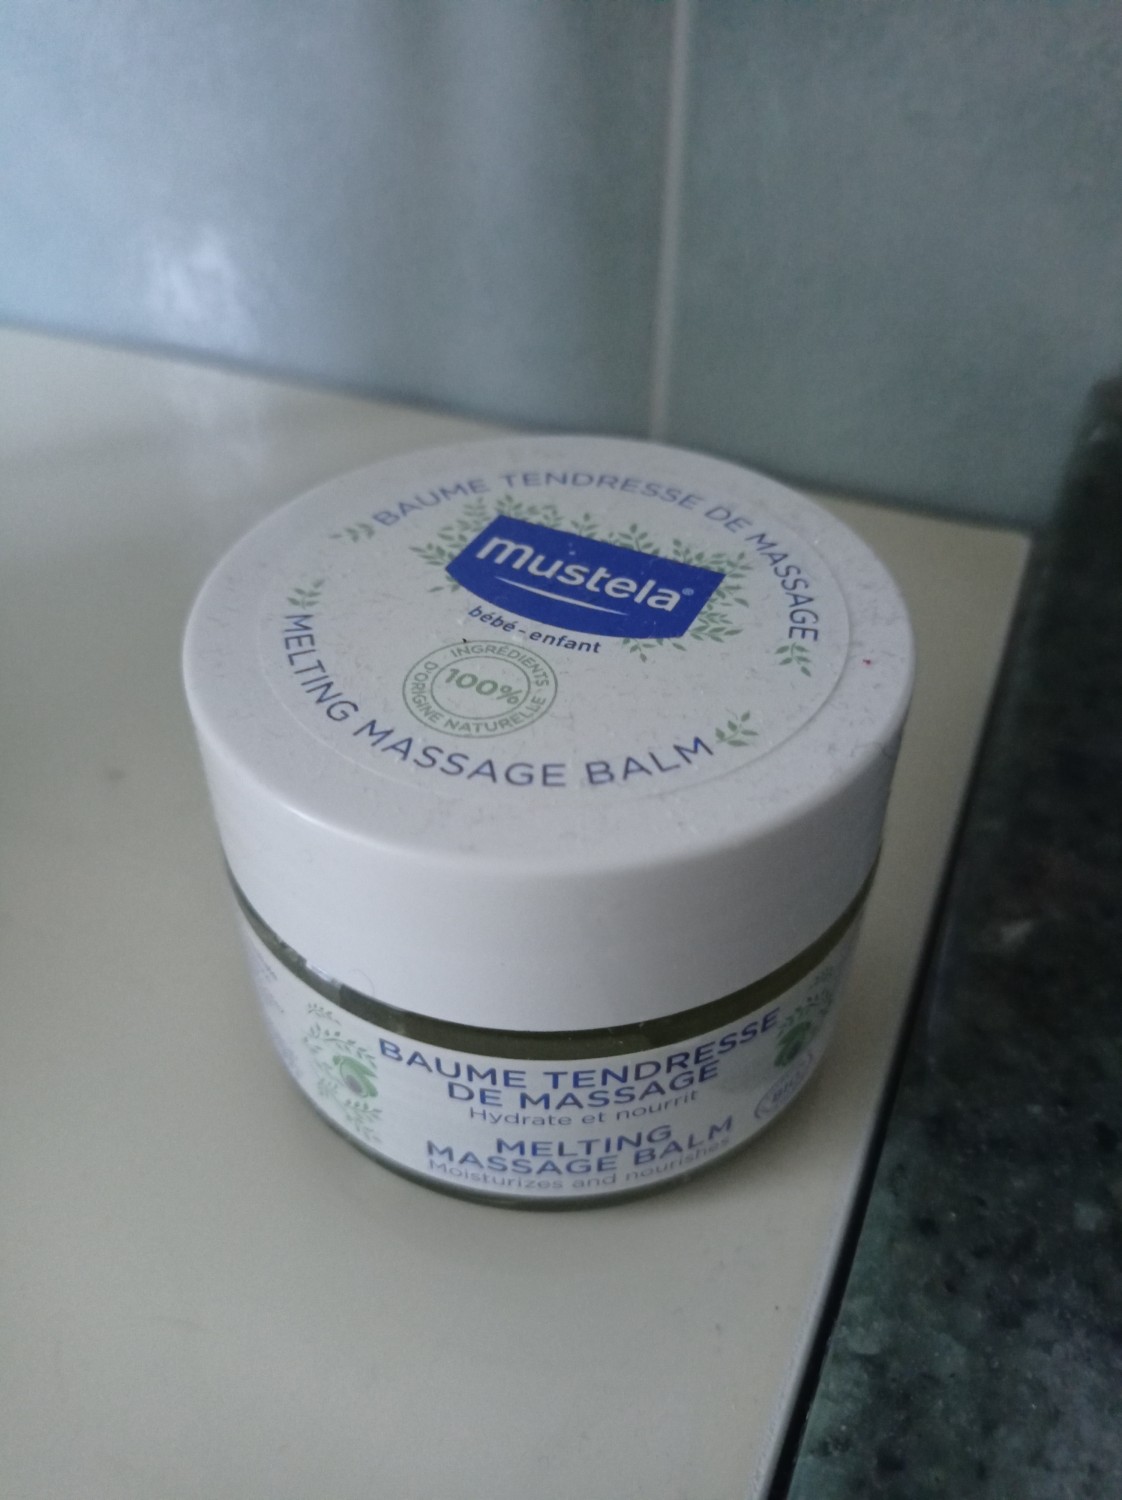 BAUME TENDRESSE DE MASSAGE
mustela®
bébé-enfant
INGRÉDIENTS
100%
D'ORIGINE NATURELLE
MELTING MASSAGE BALM
BAUME TENDRESSE
DE MASSAGE
Hydrate et nourrit
MELTING
MASSAGE BALM
Moisturizes and nourishes